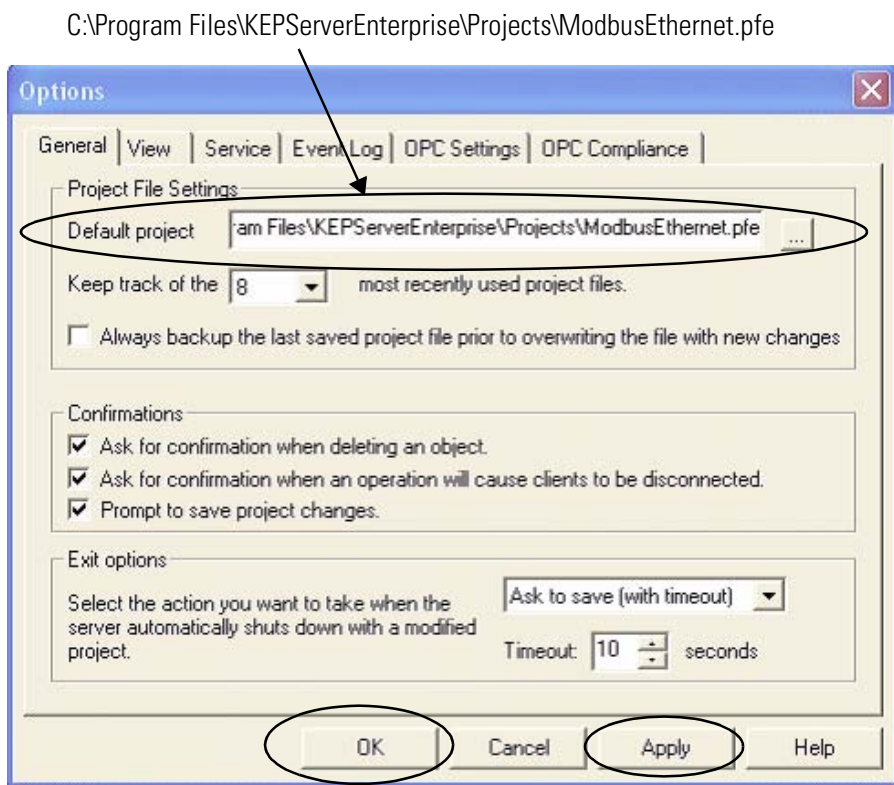 C:\Program Files\KEPServerEnterprise\Projects\ModbusEthernet.pfe
Options
General View Service Event Log OPC Settings OPC Compliance
Project File Settings
Default project ram Files\KEPServerEnterprise\Projects\ModbusEthernet.pfe ...
Keep track of the 8 most recently used project files.
Always backup the last saved project file prior to overwriting the file with new changes
Confirmations
Ask for confirmation when deleting an object.
Ask for confirmation when an operation will cause clients to be disconnected.
Prompt to save project changes.
Exit options
Select the action you want to take when the
server automatically shuts down with a modified
project.
Ask to save (with timeout)
Timeout: 10 seconds
OK Cancel Apply Help